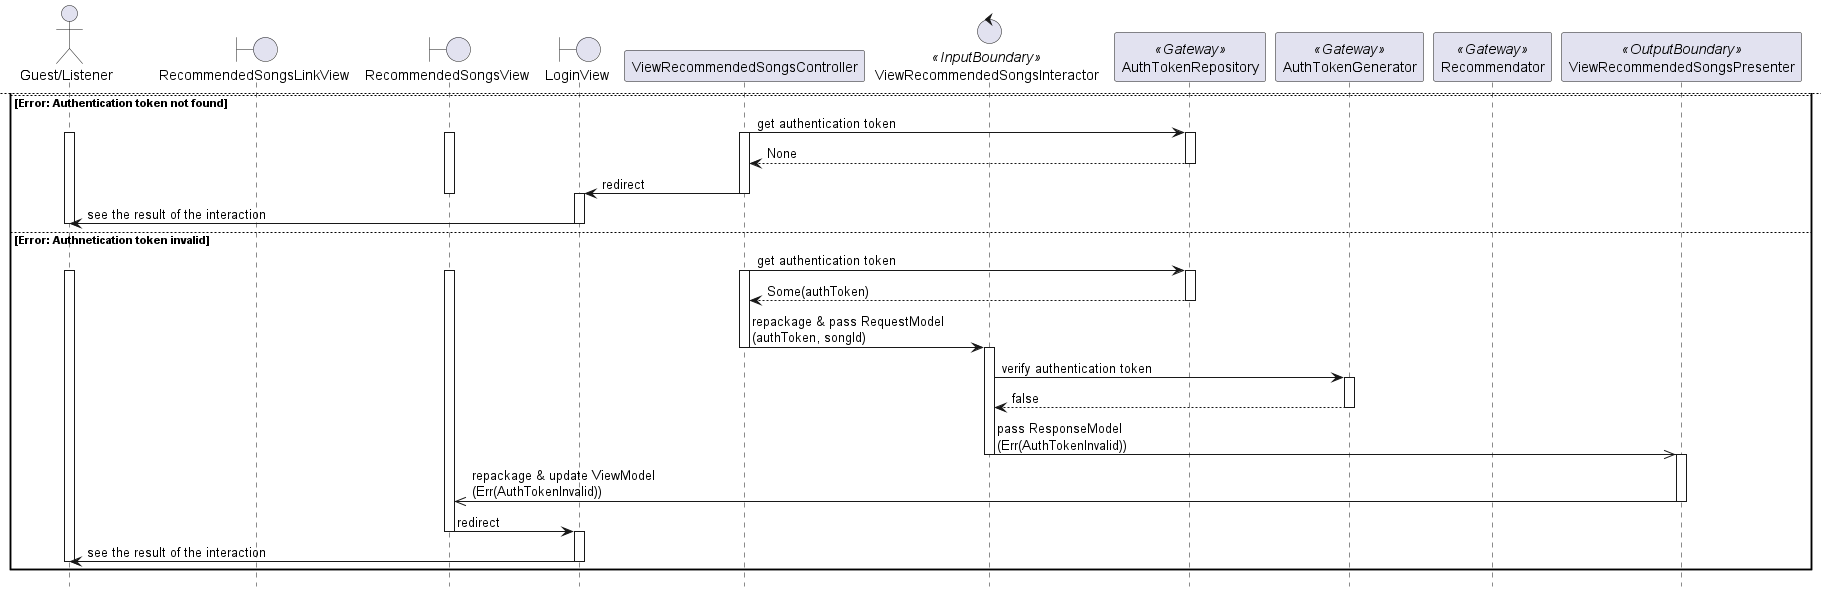 Guest/Listener
RecommendedSongsLinkView
RecommendedSongsView
LoginView
ViewRecommendedSongsController
«InputBoundary»
ViewRecommendedSongsInteractor
«Gateway»
AuthTokenRepository
«Gateway»
AuthTokenGenerator
«Gateway»
Recommendator
«OutputBoundary»
ViewRecommendedSongsPresenter
[Error: Authentication token not found]
get authentication token
None
redirect
see the result of the interaction
[Error: Authnetication token invalid]
get authentication token
Some(authToken)
repackage & pass RequestModel
(authToken, songId)
verify authentication token
false
pass ResponseModel
(Err(AuthTokenInvalid))
repackage & update ViewModel
(Err(AuthTokenInvalid))
redirect
see the result of the interaction